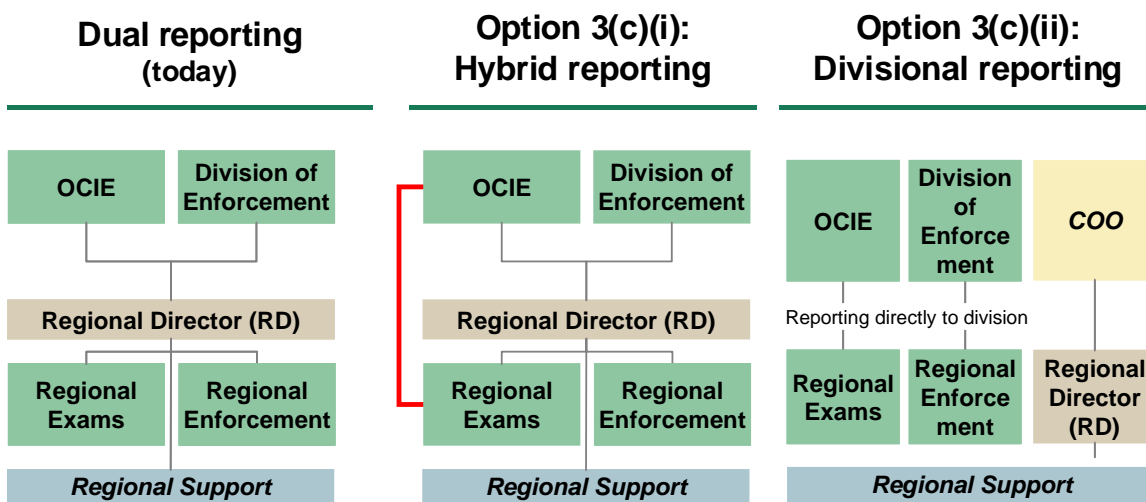 Dual reporting
(today)
OCIE
Division of
Enforcement
Regional Director (RD)
Regional
Exams
Regional
Enforcement
Regional Support
Option 3(c)(i):
Hybrid reporting
OCIE
Division of
Enforcement
Regional Director (RD)
Regional
Exams
Regional
Enforcement
Regional Support
Option 3(c)(ii):
Divisional reporting
OCIE
Division
of
Enforce
ment
COO
Reporting directly to division
Regional
Exams
Regional
Enforce
ment
Regional
Director
(RD)
Regional Support